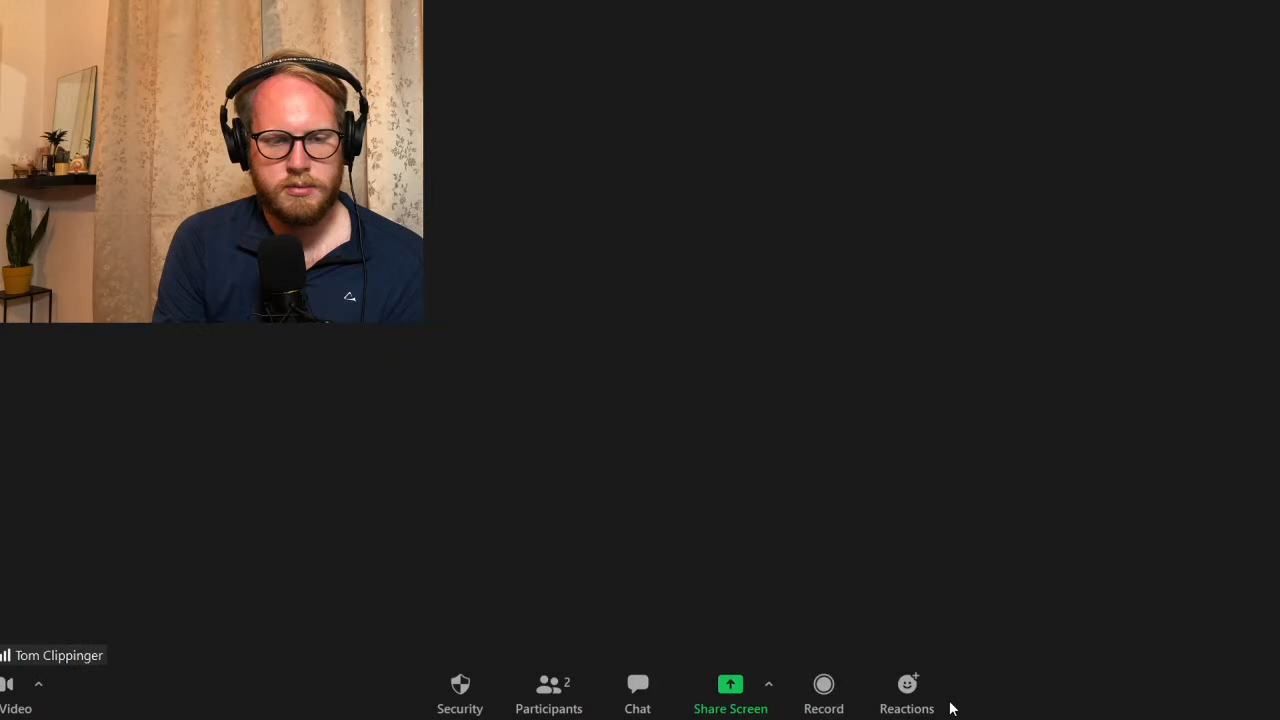 Tom Clippinger
2
Video
Security
Participants
Chat
Share Screen
Record
Reactions